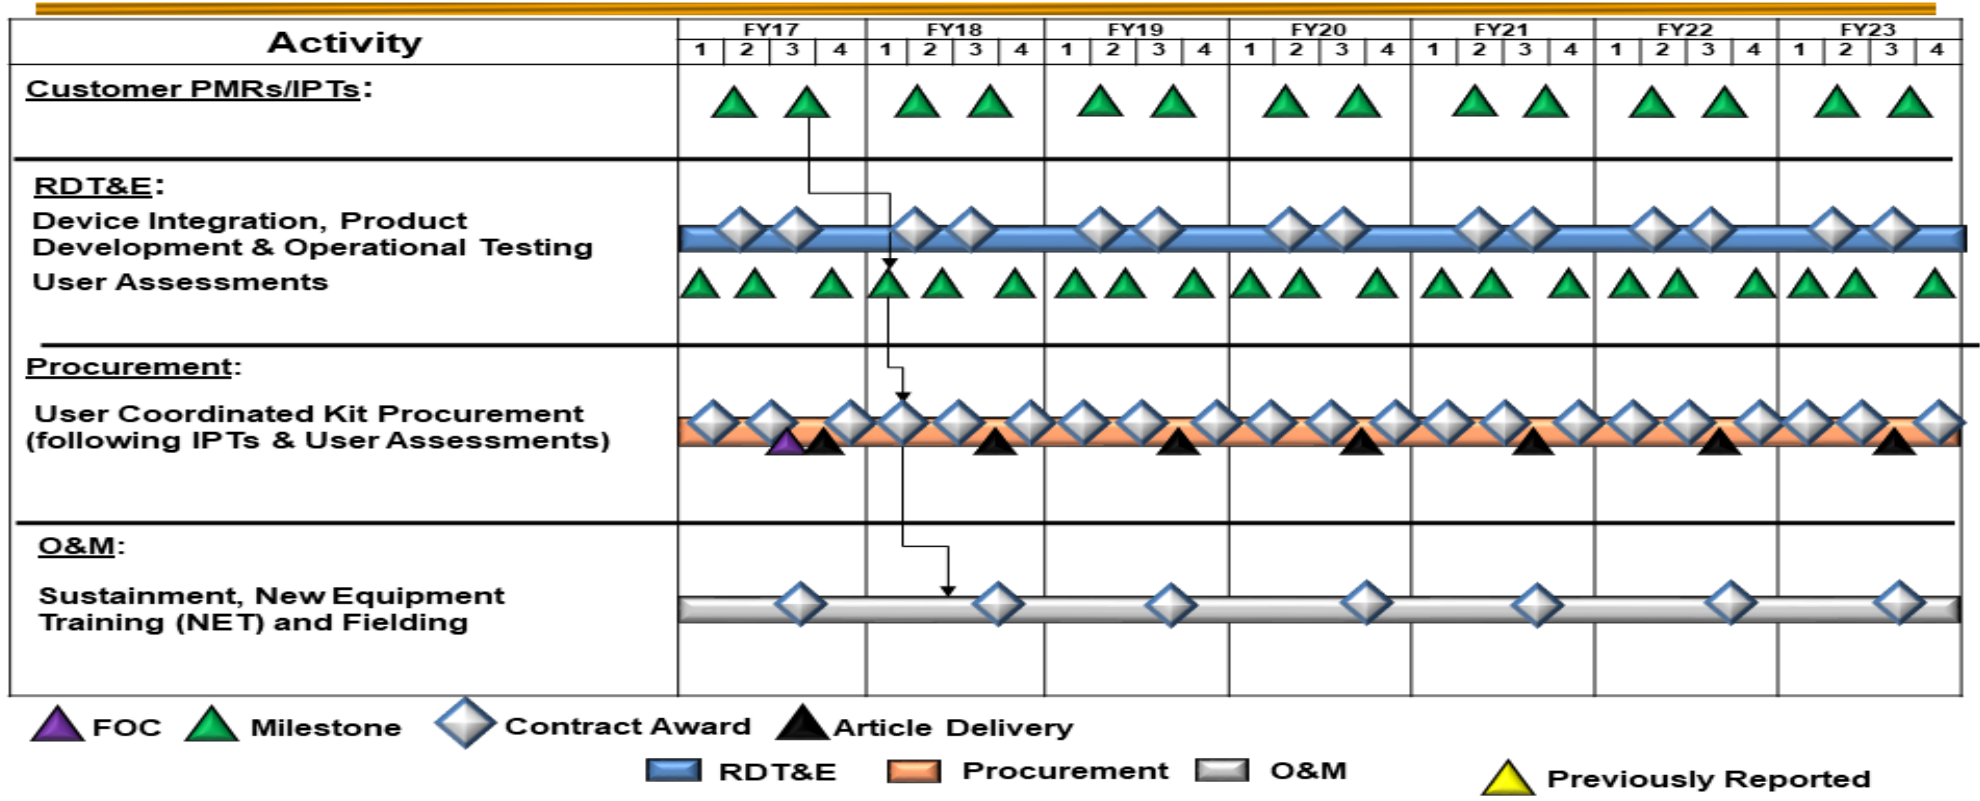 Activity
FY17 FY18 FY19 FY20 FY21 FY22 FY23
1 2 3 4 1 2 3 4 1 2 3 4 1 2 3 4 1 2 3 4 1 2 3 4 1 2 3 4
Customer PMRs/IPTs:
RDT&E:
Device Integration, Product
Development & Operational Testing
User Assessments
Procurement:
User Coordinated Kit Procurement
(following IPTs & User Assessments)
O&M:
Sustainment, New Equipment
Training (NET) and Fielding
FOC Milestone Contract Award Article Delivery
RDT&E Procurement O&M Previously Reported